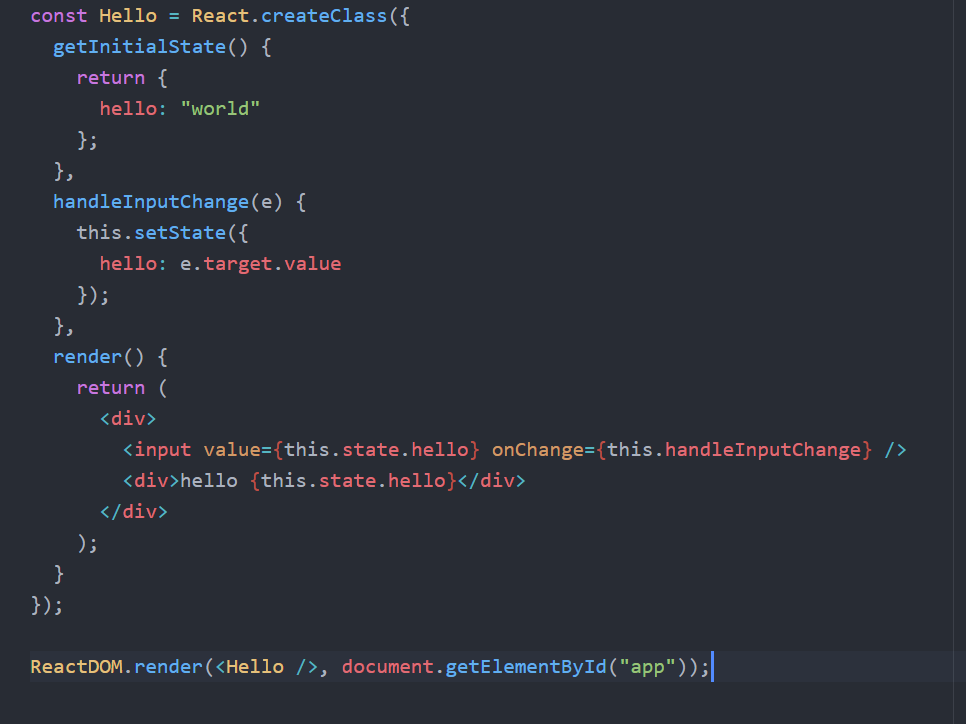 const Hello = React.createClass({
  getInitialState() {
    return {
      hello: "world"
    };
  },
  handleInputChange(e) {
    this.setState({
      hello: e.target.value
    });
  },
  render() {
    return (
      <div>
        <input value={this.state.hello} onChange={this.handleInputChange} />
        <div>hello {this.state.hello}</div>
      </div>
    );
  }
});

ReactDOM.render(<Hello />, document.getElementById("app"));